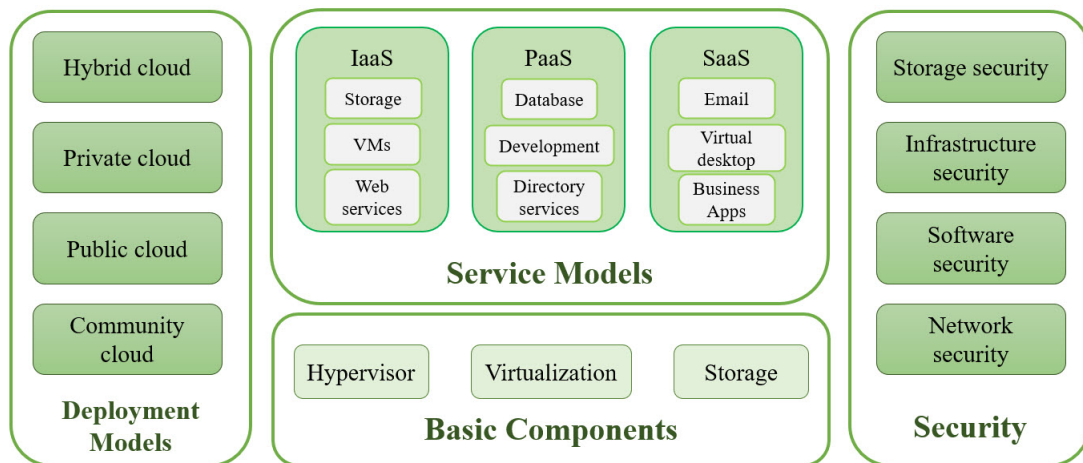 Hybrid cloud
Private cloud
Public cloud
Community
cloud
Deployment
Models
IaaS
Storage
VMs
Web
services
PaaS
Database
Development
Directory
services
SaaS
Email
Virtual
desktop
Business
Apps
Service Models
Hypervisor
Virtualization
Storage
Basic Components
Storage security
Infrastructure
security
Software
security
Network
security
Security